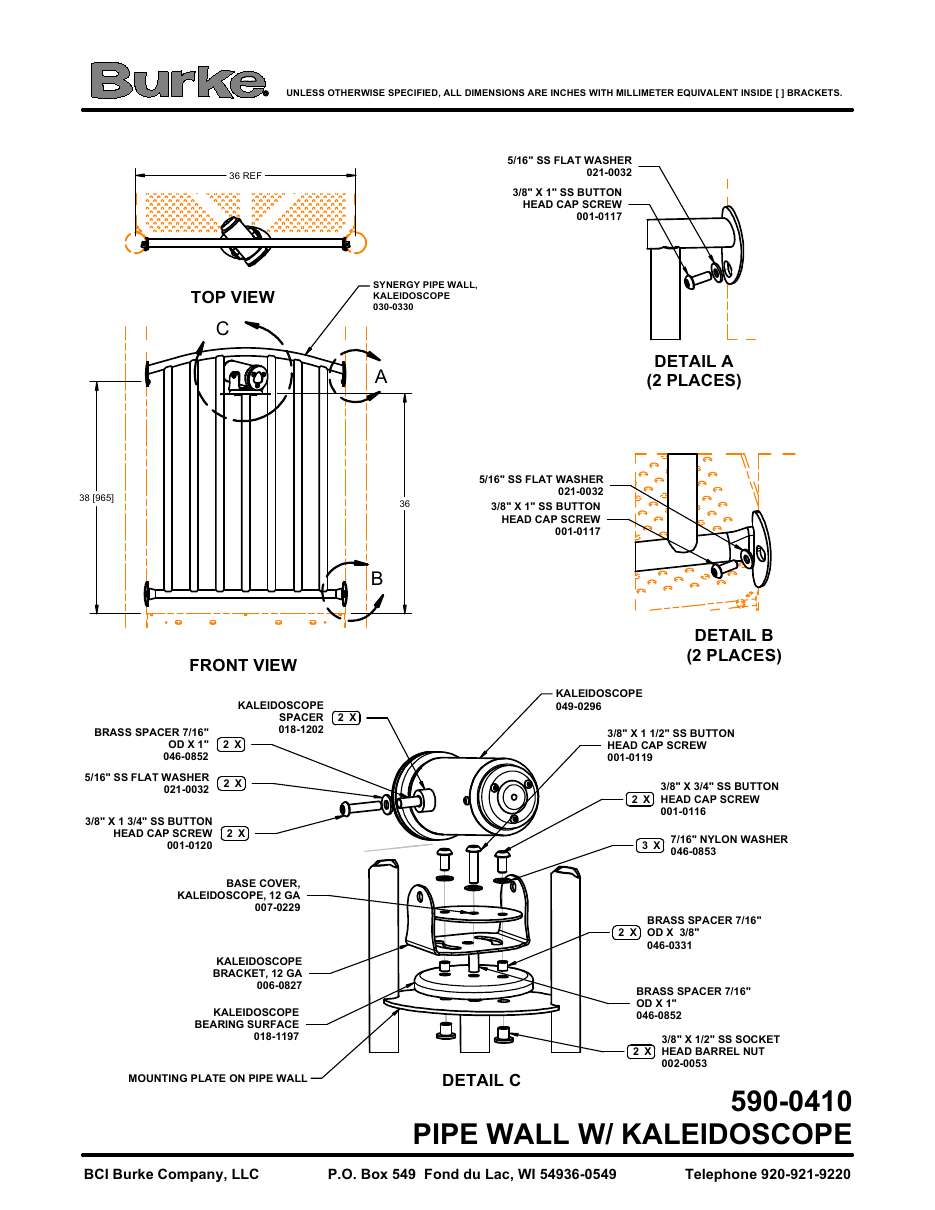 Burke
UNLESS OTHERWISE SPECIFIED, ALL DIMENSIONS ARE INCHES WITH MILLIMETER EQUIVALENT INSIDE [ ] BRACKETS.
36 REF
TOP VIEW
SYNERGY PIPE WALL,
KALEIDOSCOPE
030-0330
C
A
38 [965]
36
B
FRONT VIEW
5/16" SS FLAT WASHER
021-0032
3/8" X 1" SS BUTTON
HEAD CAP SCREW
001-0117
DETAIL A
(2 PLACES)
5/16" SS FLAT WASHER
021-0032
3/8" X 1" SS BUTTON
HEAD CAP SCREW
001-0117
DETAIL B
(2 PLACES)
KALEIDOSCOPE
SPACER
018-1202
2 X
BRASS SPACER 7/16"
OD X 1"
046-0852
2 X
5/16" SS FLAT WASHER
021-0032
2 X
3/8" X 1 3/4" SS BUTTON
HEAD CAP SCREW
001-0120
2 X
BASE COVER,
KALEIDOSCOPE, 12 GA
007-0229
KALEIDOSCOPE
BRACKET, 12 GA
006-0827
KALEIDOSCOPE
BEARING SURFACE
018-1197
MOUNTING PLATE ON PIPE WALL
KALEIDOSCOPE
049-0296
3/8" X 1 1/2" SS BUTTON
HEAD CAP SCREW
001-0119
2 X
3/8" X 3/4" SS BUTTON
HEAD CAP SCREW
001-0116
3 X
7/16" NYLON WASHER
046-0853
2 X
BRASS SPACER 7/16"
OD X 3/8"
046-0331
BRASS SPACER 7/16"
OD X 1"
046-0852
2 X
3/8" X 1/2" SS SOCKET
HEAD BARREL NUT
002-0053
DETAIL C
590-0410
PIPE WALL W/ KALEIDOSCOPE
BCI Burke Company, LLC P.O. Box 549 Fond du Lac, WI 54936-0549 Telephone 920-921-9220